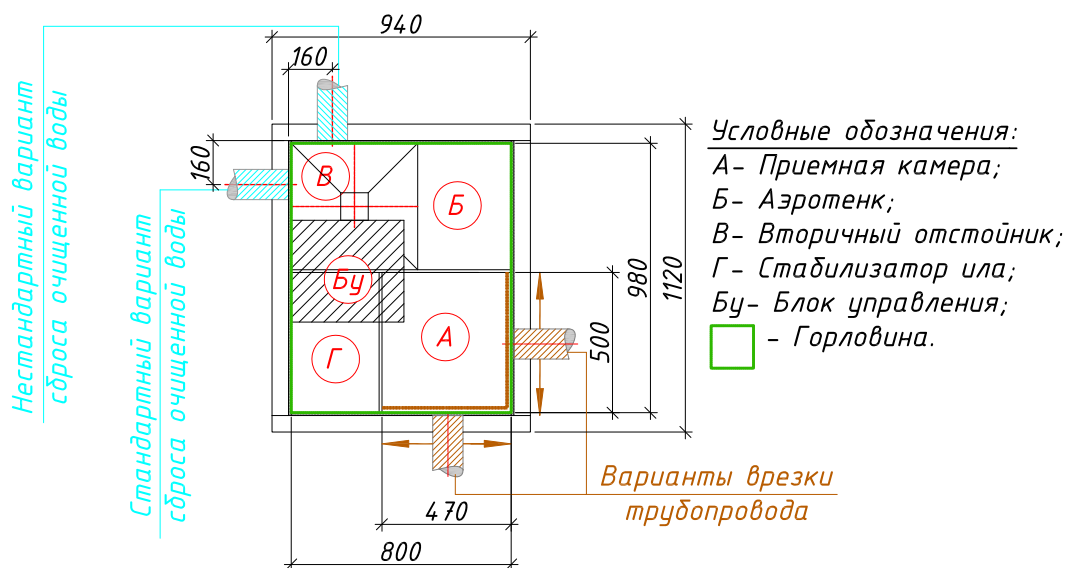 940
160
160
Нестандартный вариант
сброса очищенной воды
Стандартный вариант
сброса очищенной воды
В
Б
Бу
А
Г
500
980
1120
470
800
Варианты врезки
трубопровода
Условные обозначения:
А- Приемная камера;
Б- Аэротенк;
В- Вторичный отстойник;
Г- Стабилизатор ила;
Бу- Блок управления;
- Горловина.